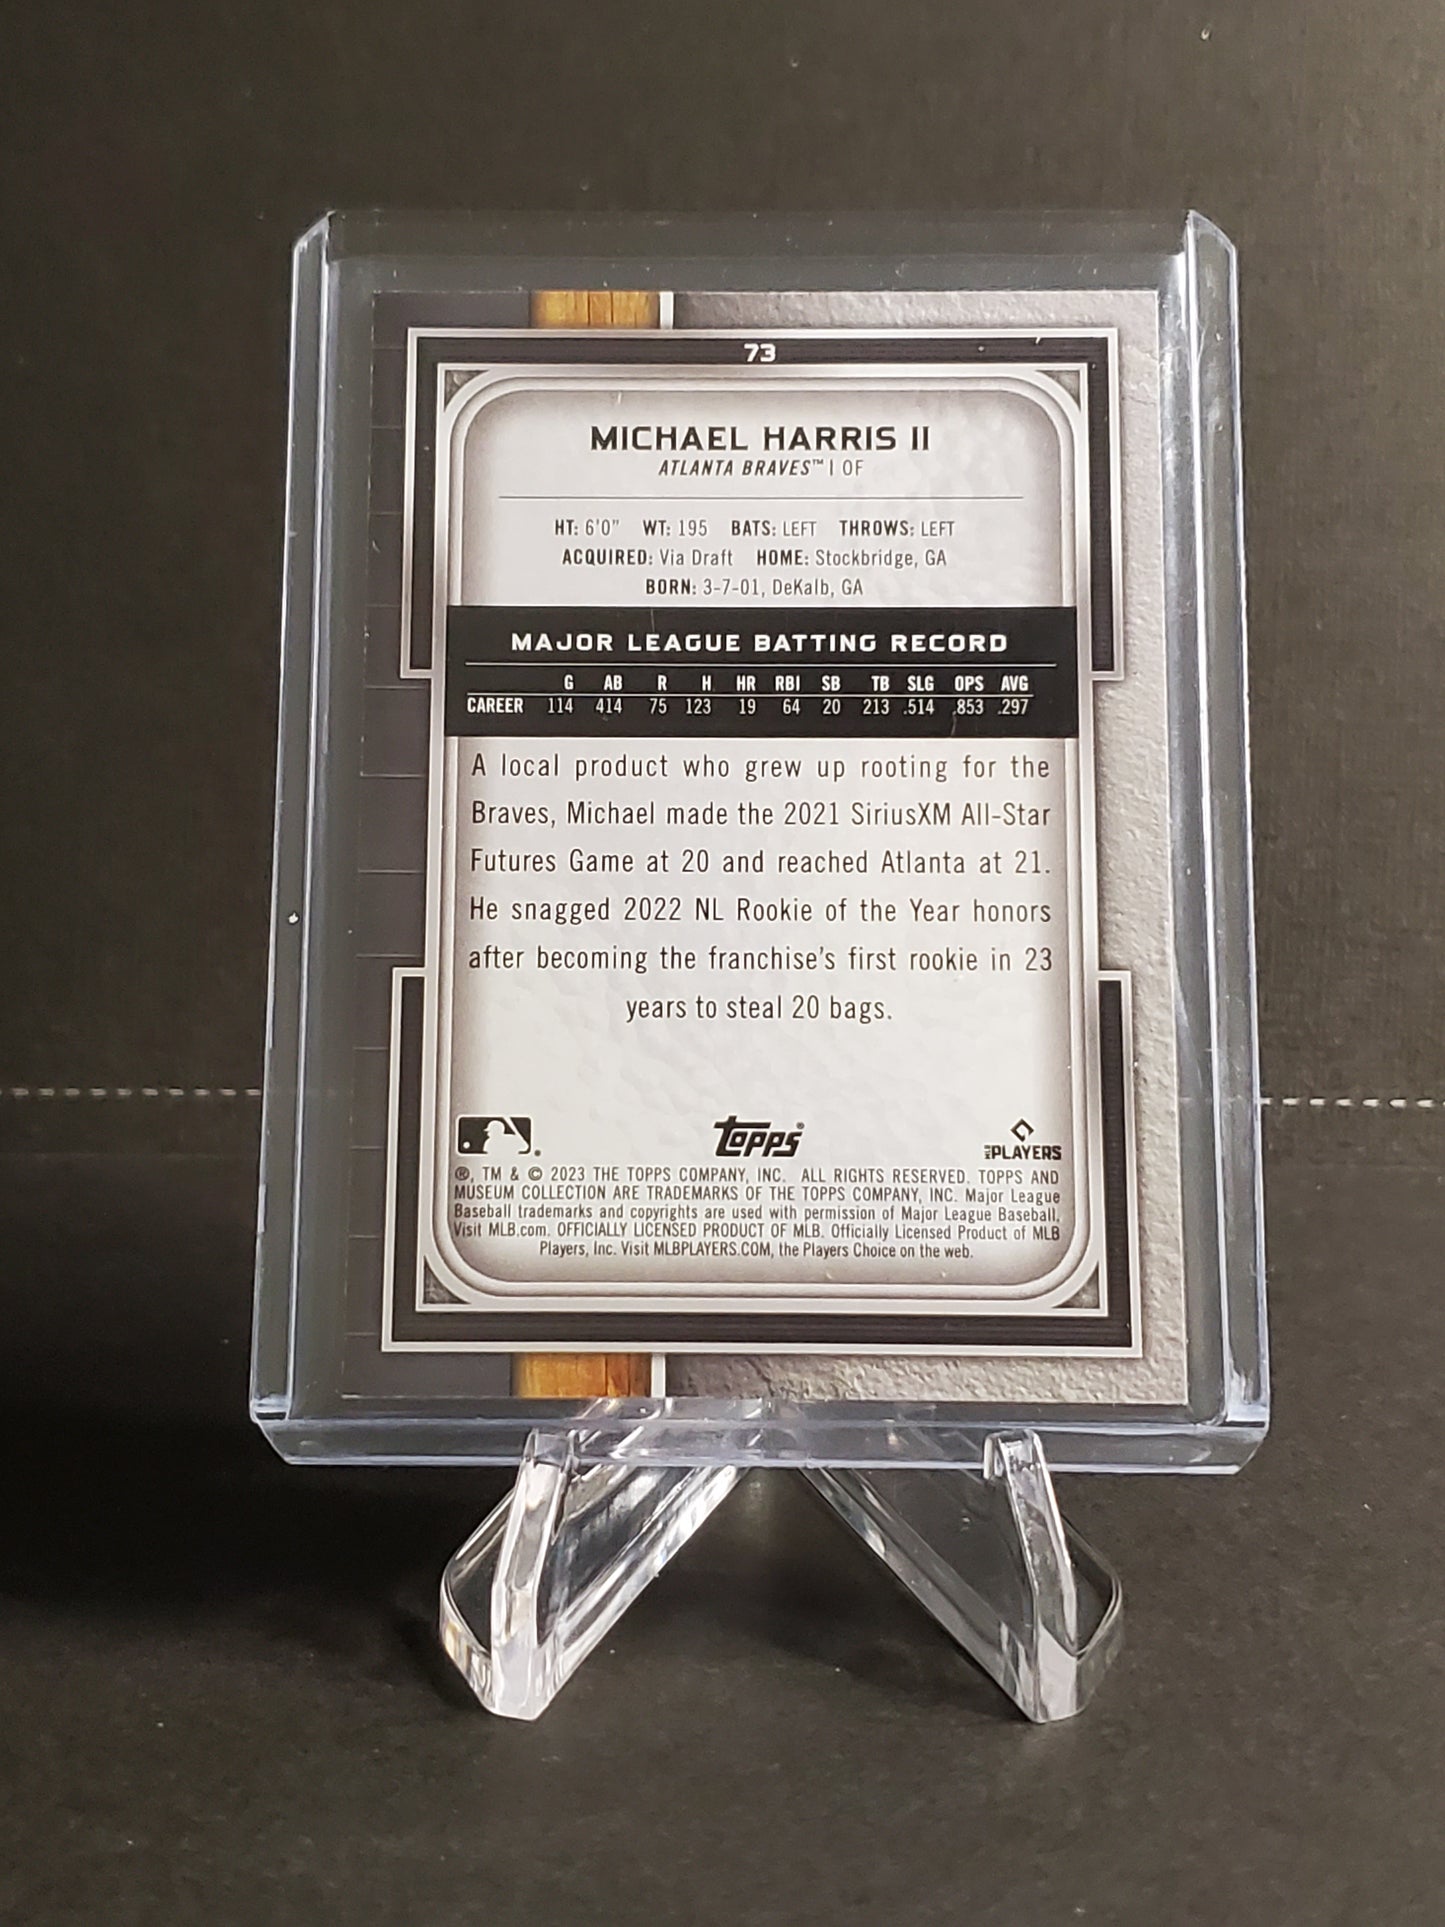 73
MICHAEL HARRIS II
ATLANTA BRAVES™ | OF
HT: 6'0" WT: 195 BATS: LEFT THROWS: LEFT
ACQUIRED: Via Draft HOME: Stockbridge, GA
BORN: 3-7-01, DeKalb, GA
MAJOR LEAGUE BATTING RECORD
G AB R H HR RBI SB TB SLG OPS AVG
CAREER 114 414 75 123 19 64 20 213 .514 .853 .297
A local product who grew up rooting for the
Braves, Michael made the 2021 SiriusXM All-Star
Futures Game at 20 and reached Atlanta at 21.
He snagged 2022 NL Rookie of the Year honors
after becoming the franchise's first rookie in 23
years to steal 20 bags.
® Topps® MLB PLAYERS
®, TM & © 2023 THE TOPPS COMPANY, INC. ALL RIGHTS RESERVED. TOPPS AND
MUSEUM COLLECTION ARE TRADEMARKS OF THE TOPPS COMPANY, INC. Major League
Baseball trademarks and copyrights are used with permission of Major League Baseball.
Visit MLB.com. OFFICIALLY LICENSED PRODUCT OF MLB. Officially Licensed Product of MLB
Players, Inc. Visit MLBPLAYERS.COM, the Players Choice on the web.